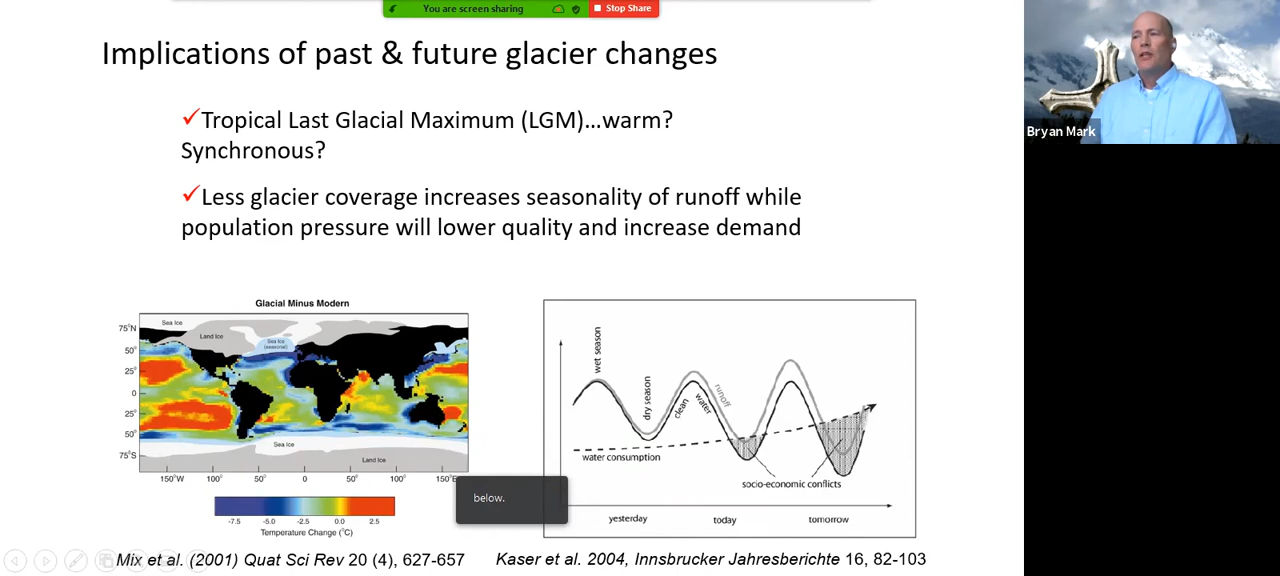 You are screen sharing
Stop Share
Implications of past & future glacier changes
✓Tropical Last Glacial Maximum (LGM)…warm?
Synchronous?
✓Less glacier coverage increases seasonality of runoff while
population pressure will lower quality and increase demand
Bryan Mark
Glacial Minus Modern
Sea Ice
Land Ice
Sea Ice
(seasonal)
75°N
50°
25°
0
25°
50°
75°S
Sea Ice
Land Ice
150°W 100° 50° 0 50° 100° 150°E
-7.5 -5.0 -2.5 0.0 2.5
Temperature Change (°C)
wet season
dry season
clean
water
runoff
water consumption
socio-economic conflicts
yesterday today tomorrow
below.
Mix et al. (2001) Quat Sci Rev 20 (4), 627-657
Kaser et al. 2004, Innsbrucker Jahresberichte 16, 82-103